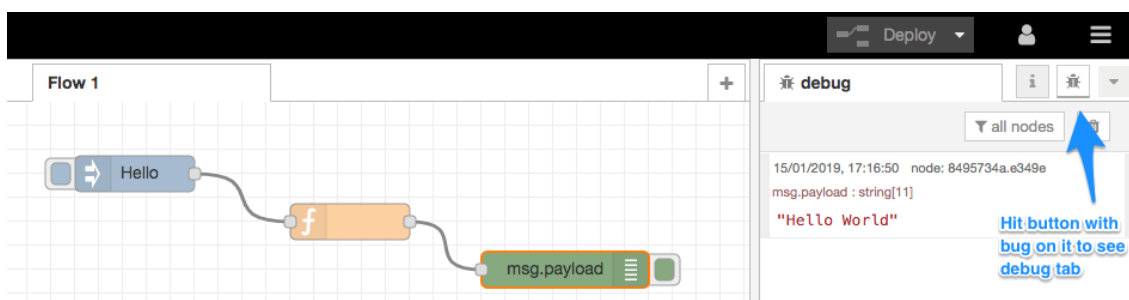 Deploy
Flow 1
+
debug
i
all nodes
Hello
f
msg.payload
15/01/2019, 17:16:50 node: 8495734a.e349e
msg.payload : string[11]
"Hello World"
Hit button with
bug on it to see
debug tab